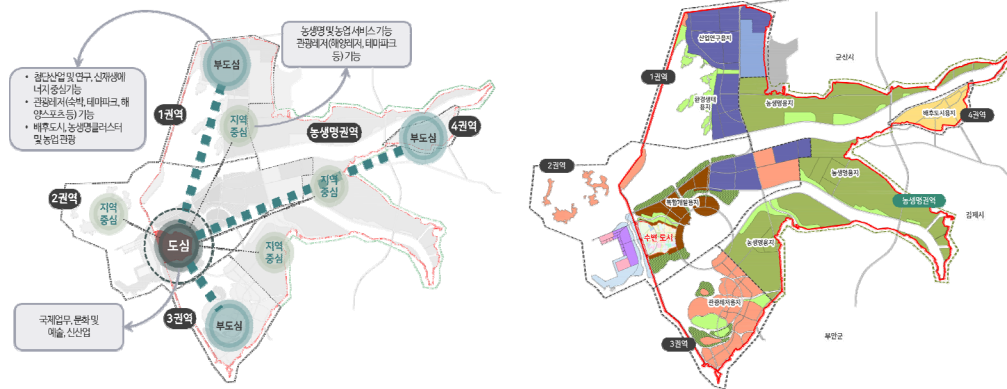 농생명 및 농업 서비스 기능
관광레저(해양레저, 테마파크
등) 기능
• 첨단산업 및 연구, 신재생에
너지 중심기능
• 관광레저(숙박, 테마파크, 해
양스포츠 등) 기능
• 배후도시, 농생명클러스터
및 농업 관광
부도심
1권역
지역
중심
농생명권역
부도심
4권역
지역
중심
2권역
지역
중심
도심
지역
중심
3권역
부도심
국제업무, 문화 및
예술, 신산업
산업연구용지
군산시
1권역
환경생태
용지
농생명용지
배후도시용지
4권역
2권역
농생명용지
농생명권역
김제시
복합개발용지
수변 도시
농생명용지
관광레저용지
3권역
부안군